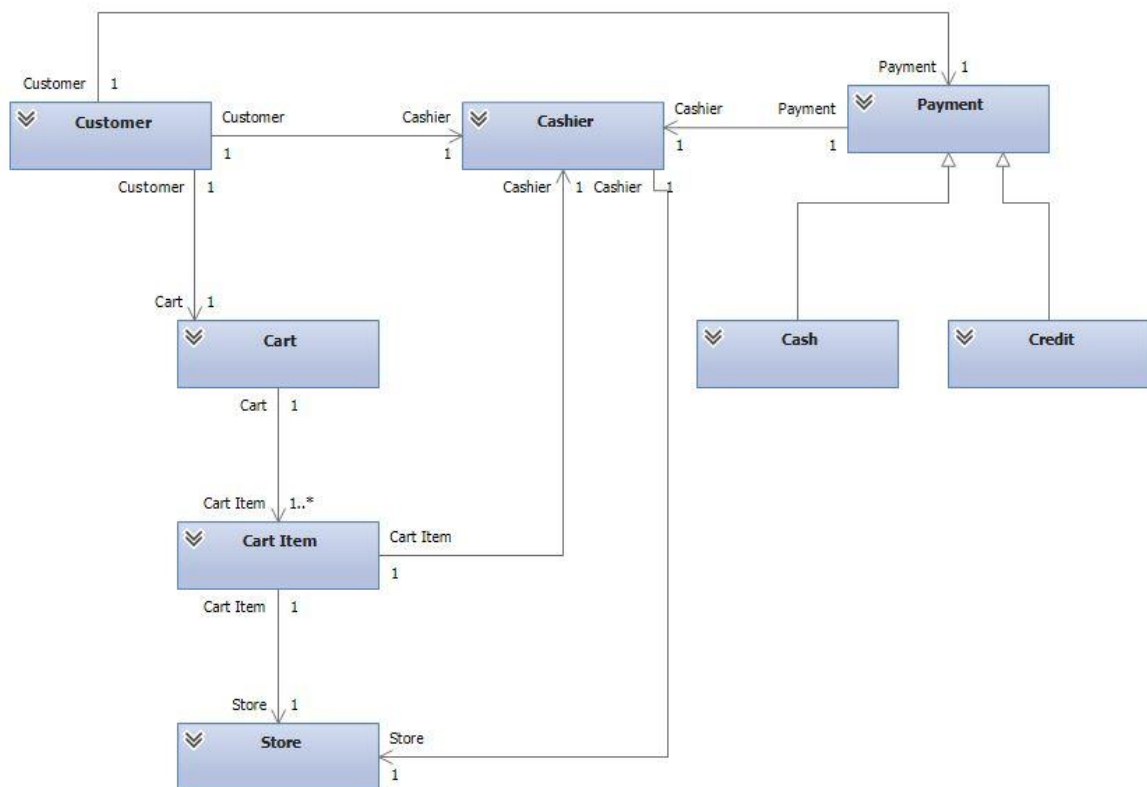 Customer 1
Payment 1
Customer
Customer Cashier
1 1
Cashier
Cashier Payment
1 1
Payment
Customer 1
Cashier 1 Cashier 1
Cart 1
Cart
Cash
Credit
Cart 1
Cart Item 1..*
Cart Item
Cart Item
1
Cart Item 1
Store 1
Store
Store
1